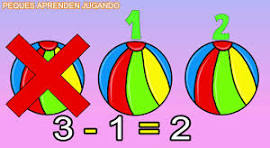 PEQUES APRENDEN JUGANDO
1 2
3 - 1 = 2